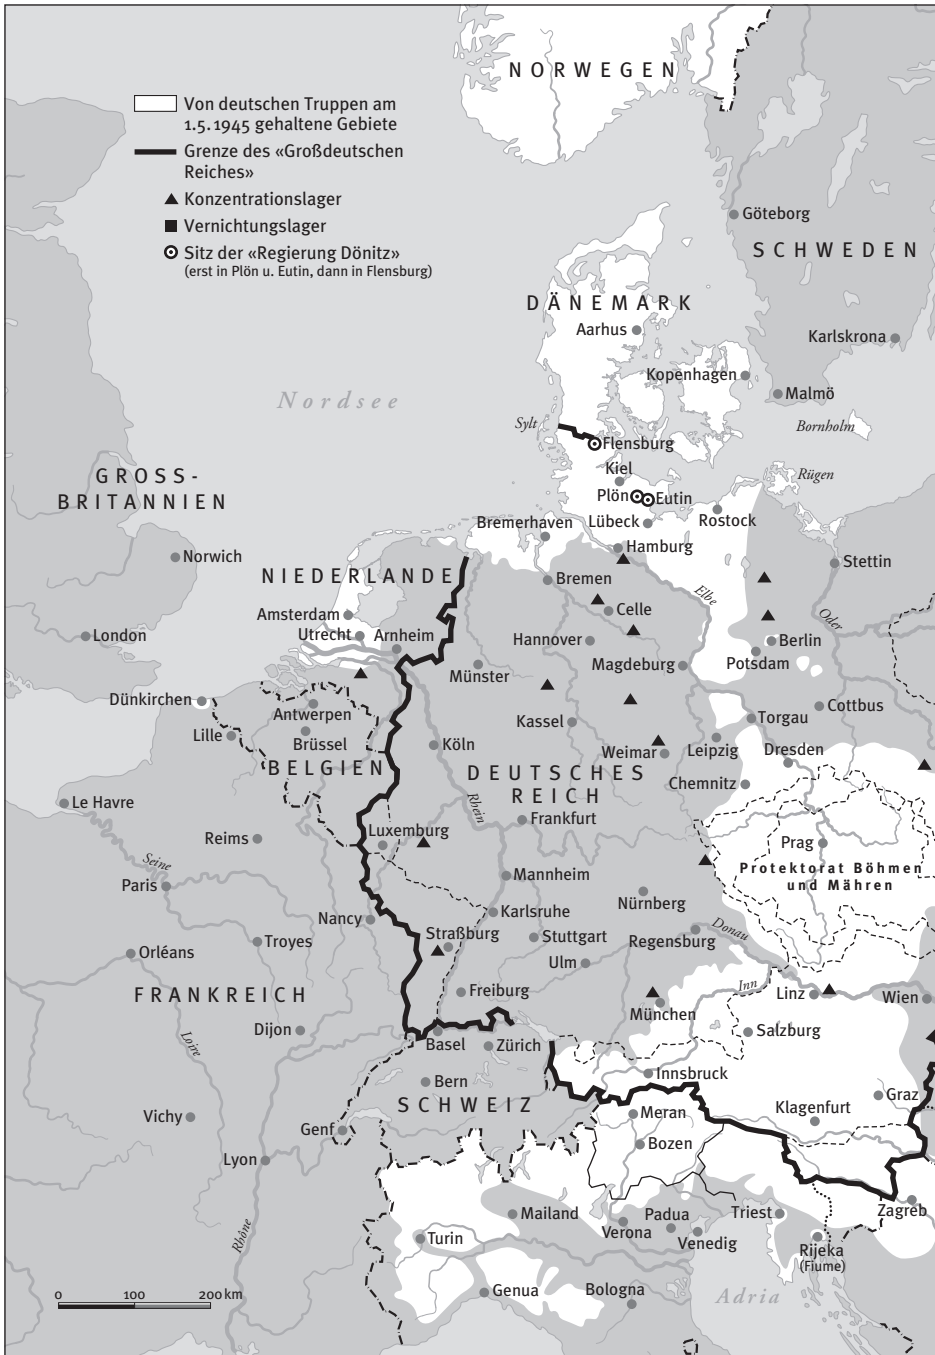 NORWEGEN
Von deutschen Truppen am
1.5.1945 gehaltene Gebiete
Grenze des «Großdeutschen
Reiches»
Konzentrationslager
Vernichtungslager
Sitz der «Regierung Dönitz»
(erst in Plön u. Eutin, dann in Flensburg)
Göteborg
SCHWEDEN
DÄNEMARK
Aarhus
Karlskrona
Kopenhagen
Malmö
Nordsee
Sylt
Bornholm
Flensburg
Kiel
Rügen
GROSS-
BRITANNIEN
Plön
Eutin
Bremerhaven
Lübeck
Rostock
Norwich
Hamburg
Stettin
NIEDERLANDE
Bremen
Elbe
Celle
Oder
Amsterdam
London
Utrecht
Arnheim
Hannover
Berlin
Magdeburg
Potsdam
Münster
Dünkirchen
Antwerpen
Cottbus
Kassel
Torgau
Lille
Brüssel
Köln
Weimar
Leipzig
Dresden
BELGIEN
DEUTSCHES
REICH
Chemnitz
Le Havre
Rhein
Frankfurt
Luxemburg
Reims
Prag
Seine
Protektorat Böhmen
und Mähren
Paris
Mannheim
Nürnberg
Nancy
Karlsruhe
Straßburg
Stuttgart
Regensburg
Donau
Troyes
Orléans
Ulm
Inn
FRANKREICH
Freiburg
Linz
Wien
München
Dijon
Salzburg
Loire
Basel
Zürich
Innsbruck
Bern
SCHWEIZ
Graz
Meran
Klagenfurt
Vichy
Genf
Bozen
Lyon
Mailand
Padua
Triest
Zagreb
Verona
Venedig
Rhône
Turin
Rijeka
(Fiume)
Genua
Bologna
Adria
0 100 200 km